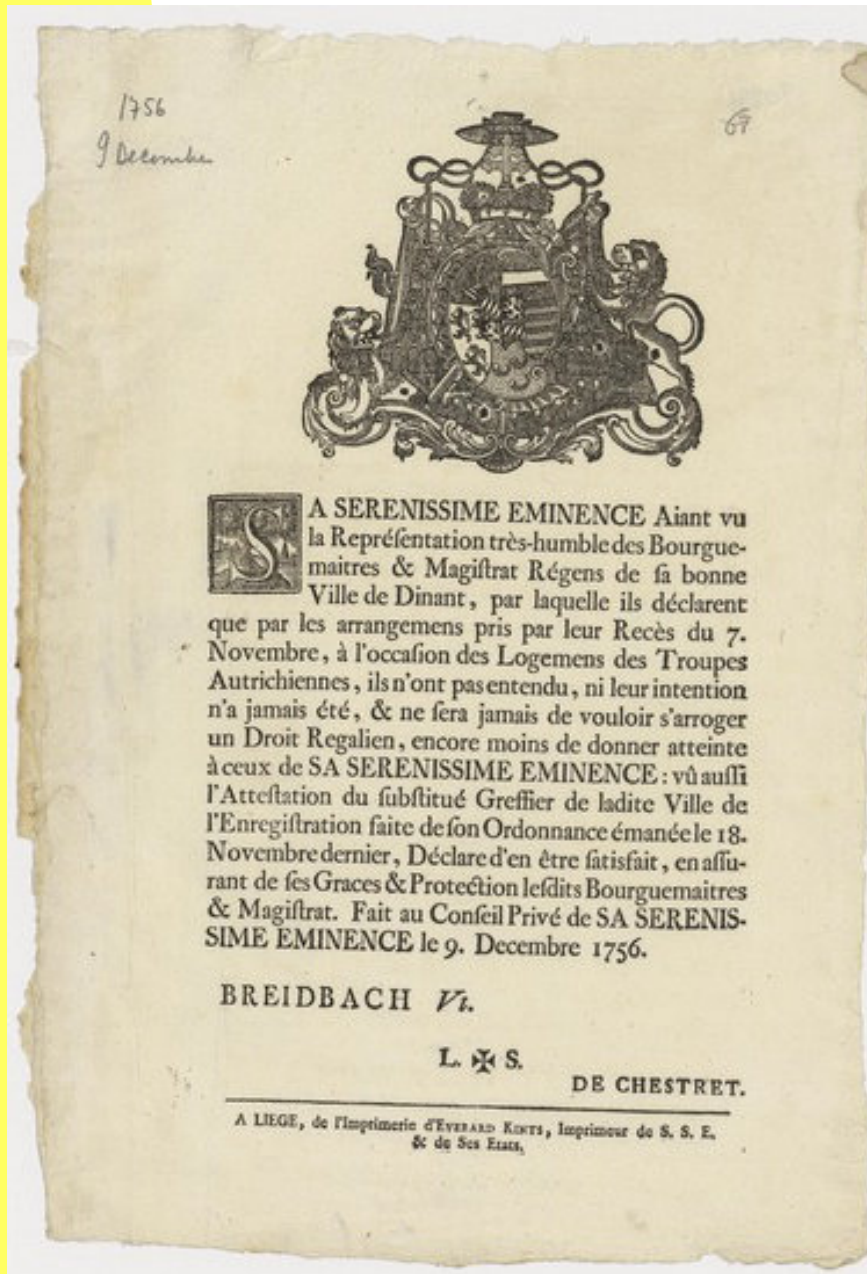 1756
9 Decembre
67
SA SERENISSIME EMINENCE Aiant vu
la Repréſentation très-humble des Bourgue-
maitres & Magiſtrat Régens de ſa bonne
Ville de Dinant, par laquelle ils déclarent
que par les arrangemens pris par leur Recès du 7.
Novembre, à l'occaſion des Logemens des Troupes
Autrichiennes, ils n'ont pas entendu, ni leur intention
n'a jamais été, & ne ſera jamais de vouloir s'arroger
un Droit Regalien, encore moins de donner atteinte
à ceux de SA SERENISSIME EMINENCE : vû auſſi
l'Atteſtation du ſubſtitué Greffier de ladite Ville de
l'Enregiſtration faite de ſon Ordonnance émanée le 18.
Novembre dernier, Déclare d'en être ſatisfait, en aſſu-
rant de ſes Graces & Protection leſdits Bourguemaitres
& Magiſtrat. Fait au Conſeil Privé de SA SERENIS-
SIME EMINENCE le 9. Decembre 1756.
BREIDBACH Vt.
L. ✠ S.
DE CHESTRET.
A LIEGE, de l'Imprimerie d'EVERARD KINTS, Imprimeur de S. S. E.
& de Ses Etats,